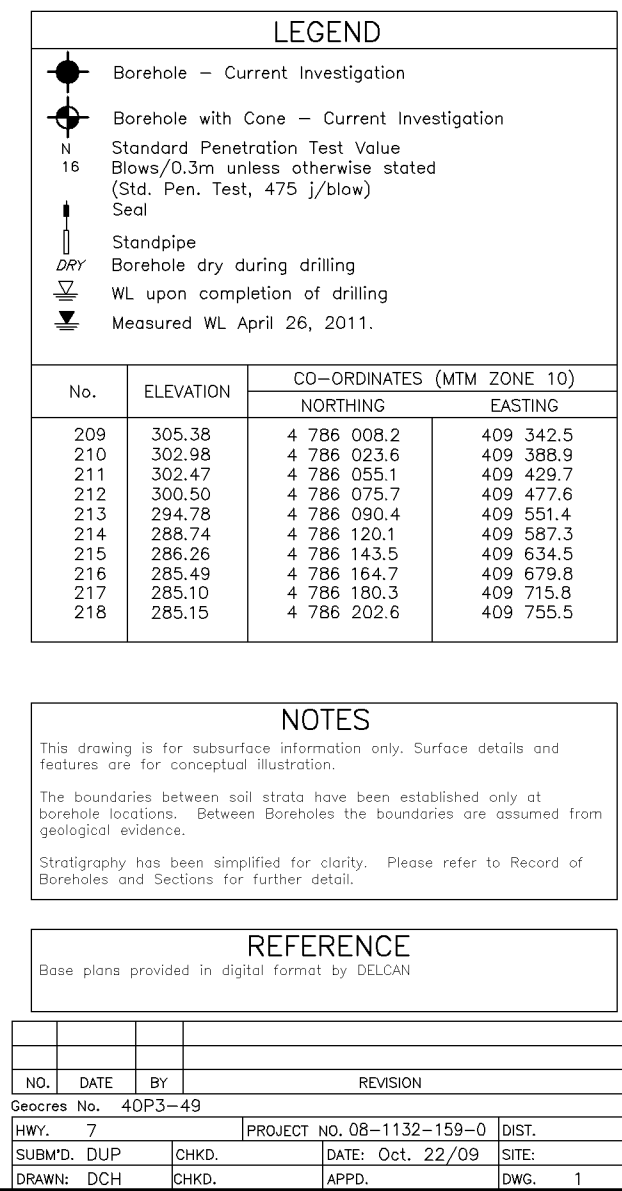 LEGEND
Borehole – Current Investigation
Borehole with Cone – Current Investigation
N Standard Penetration Test Value
16 Blows/0.3m unless otherwise stated
(Std. Pen. Test, 475 j/blow)
Seal
Standpipe
DRY Borehole dry during drilling
WL upon completion of drilling
Measured WL April 26, 2011.
No. ELEVATION CO–ORDINATES (MTM ZONE 10)
NORTHING EASTING
209 305.38 4 786 008.2 409 342.5
210 302.98 4 786 023.6 409 388.9
211 302.47 4 786 055.1 409 429.7
212 300.50 4 786 075.7 409 477.6
213 294.78 4 786 090.4 409 551.4
214 288.74 4 786 120.1 409 587.3
215 286.26 4 786 143.5 409 634.5
216 285.49 4 786 164.7 409 679.8
217 285.10 4 786 180.3 409 715.8
218 285.15 4 786 202.6 409 755.5
NOTES
This drawing is for subsurface information only. Surface details and
features are for conceptual illustration.
The boundaries between soil strata have been established only at
borehole locations. Between Boreholes the boundaries are assumed from
geological evidence.
Stratigraphy has been simplified for clarity. Please refer to Record of
Boreholes and Sections for further detail.
REFERENCE
Base plans provided in digital format by DELCAN
NO. DATE BY REVISION
Geocres No. 40P3–49
HWY. 7 PROJECT NO. 08–1132–159–0 DIST.
SUBM'D. DUP CHKD. DATE: Oct. 22/09 SITE:
DRAWN: DCH CHKD. APPD. DWG. 1